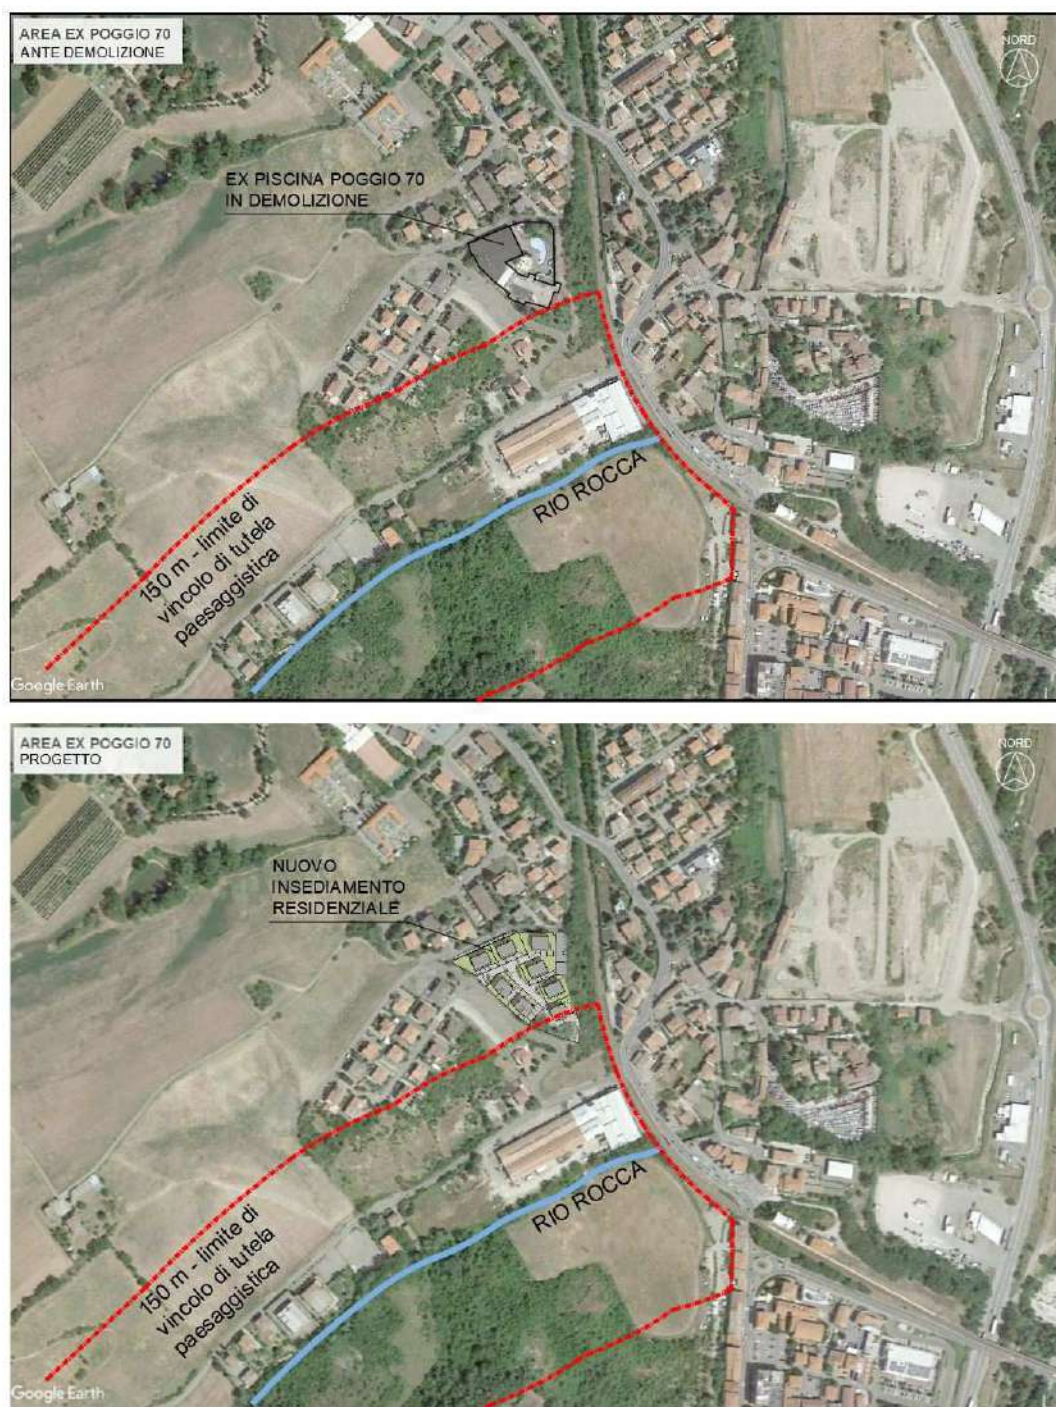 AREA EX POGGIO 70
ANTE DEMOLIZIONE
NORD
EX PISCINA POGGIO 70
IN DEMOLIZIONE
RIO ROCCA
150 m - limite di
vincolo di tutela
paesaggistica
Google Earth
AREA EX POGGIO 70
PROGETTO
NORD
NUOVO
INSEDIAMENTO
RESIDENZIALE
RIO ROCCA
150 m - limite di
vincolo di tutela
paesaggistica
Google Earth